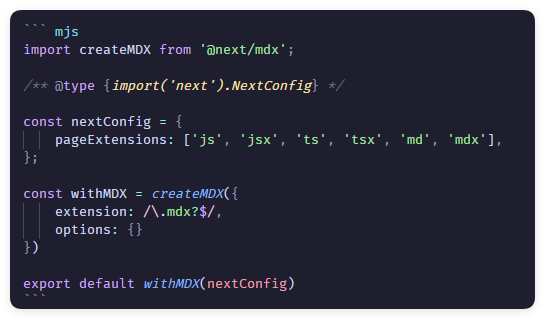 ``` mjs
import createMDX from '@next/mdx';

/** @type {import('next').NextConfig} */

const nextConfig = {
    pageExtensions: ['js', 'jsx', 'ts', 'tsx', 'md', 'mdx'],
};

const withMDX = createMDX({
    extension: /\.mdx?$/,
    options: {}
})

export default withMDX(nextConfig)
```